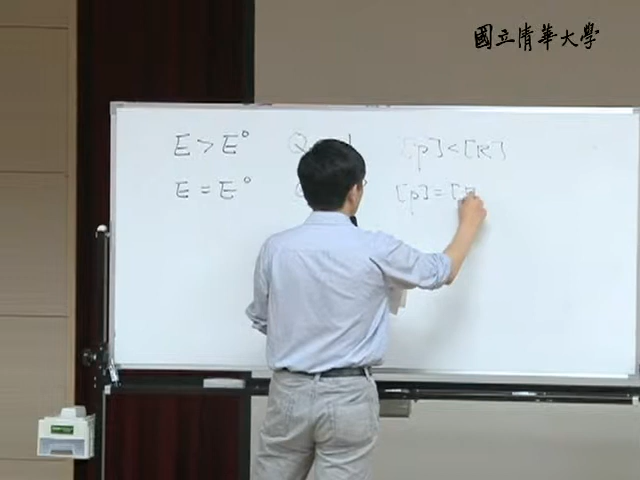 國立清華大學
E > E° Q [P] < [R]
E = E° [P] = [R